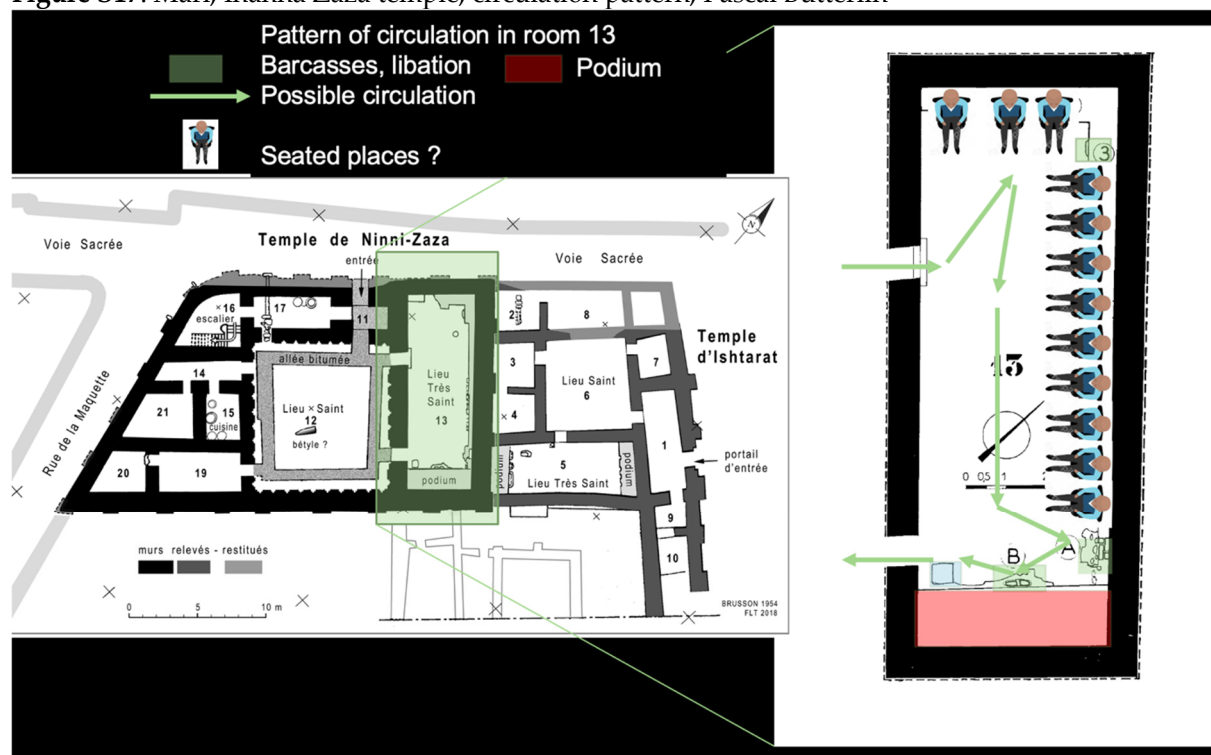 Figure S17. Mari, Inanna Zaza temple, circulation pattern, Pascal Butterlin
Pattern of circulation in room 13
Barcasses, libation
Podium
Possible circulation
Seated places ?
Voie Sacrée
Temple de Ninni-Zaza
entrée
Voie Sacrée
N
16
escalier
17
11
2
8
Temple
d'Ishtarat
allée bitumée
3
7
14
Lieu
Très
Saint
13
Lieu Saint
6
21
15
cuisine
Lieu Saint
12
bétyle ?
4
1
portail
d'entrée
Rue de la Maquette
20
19
podium
podium
5
Lieu Très Saint
podium
9
10
murs relevés - restitués
0 5 10 m
BRUSSON 1954
FLT 2018
3
13
0 0,5 1 2
A
B